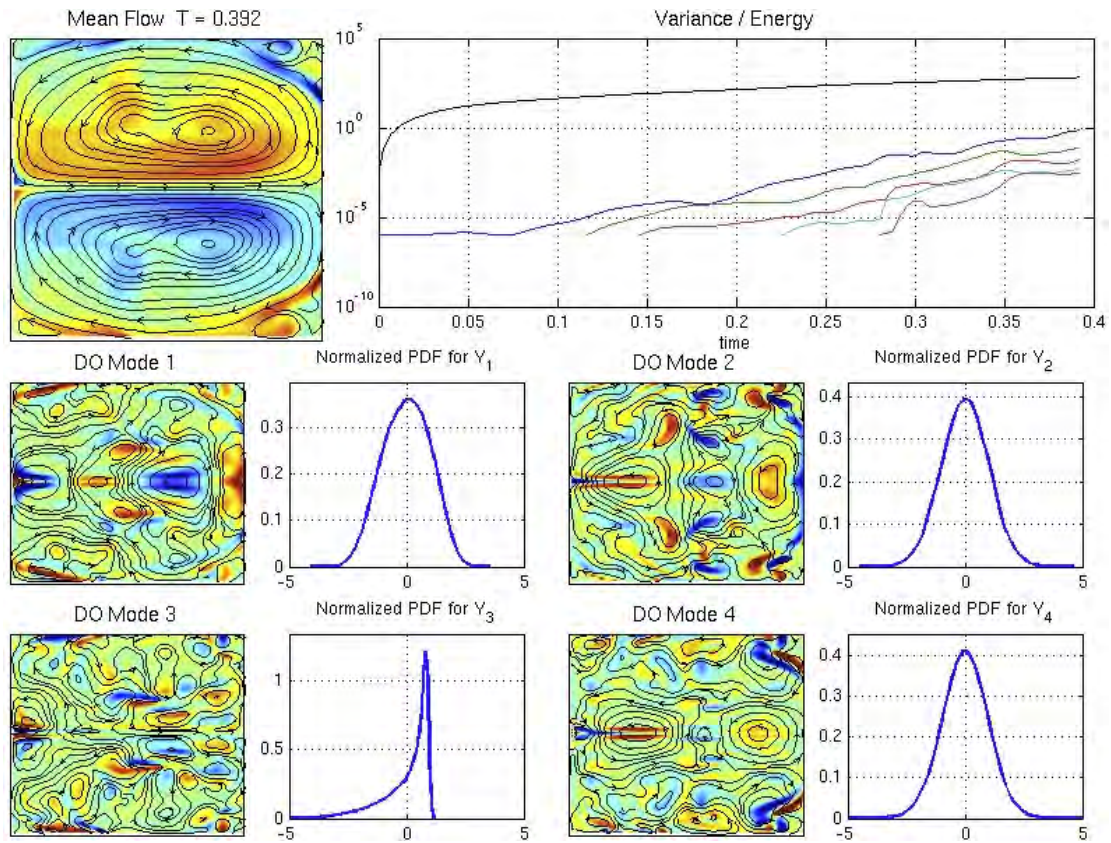 Mean Flow T = 0.392
Variance / Energy
10^5
10^0
10^-5
10^-10
0 0.05 0.1 0.15 0.2 0.25 0.3 0.35 0.4
time
DO Mode 1
Normalized PDF for Y_1
DO Mode 2
Normalized PDF for Y_2
0.3
0.2
0.1
0
-5 0 5
0.4
0.3
0.2
0.1
0
-5 0 5
DO Mode 3
Normalized PDF for Y_3
DO Mode 4
Normalized PDF for Y_4
1
0.5
0
-5 0 5
0.4
0.3
0.2
0.1
0
-5 0 5